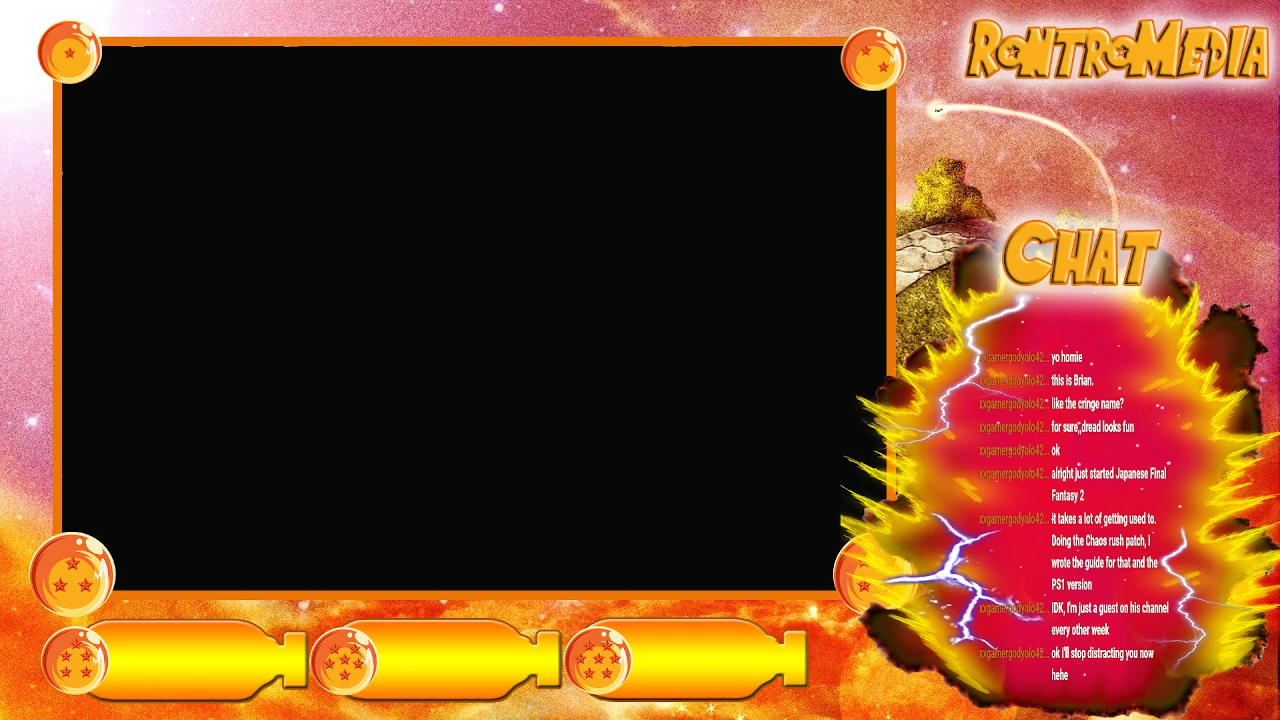 RONTROMEDIA
CHAT
xxgamergodyolo42... yo homie
xxgamergodyolo42... this is Brian.
xxgamergodyolo42... like the cringe name?
xxgamergodyolo42... for sure, dread looks fun
xxgamergodyolo42... ok
xxgamergodyolo42... alright just started Japanese Final
Fantasy 2
xxgamergodyolo42... it takes a lot of getting used to.
Doing the Chaos rush patch, I
wrote the guide for that and the
PS1 version
xxgamergodyolo42... IDK, I'm just a guest on his channel
every other week
xxgamergodyolo42... ok I'll stop distracting you now
hehe